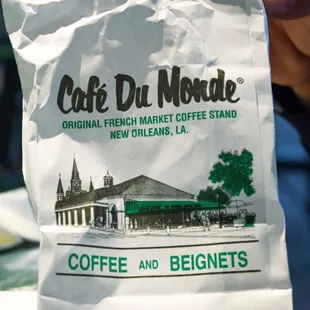 Café Du Monde®
ORIGINAL FRENCH MARKET COFFEE STAND
NEW ORLEANS, LA.
COFFEE AND BEIGNETS